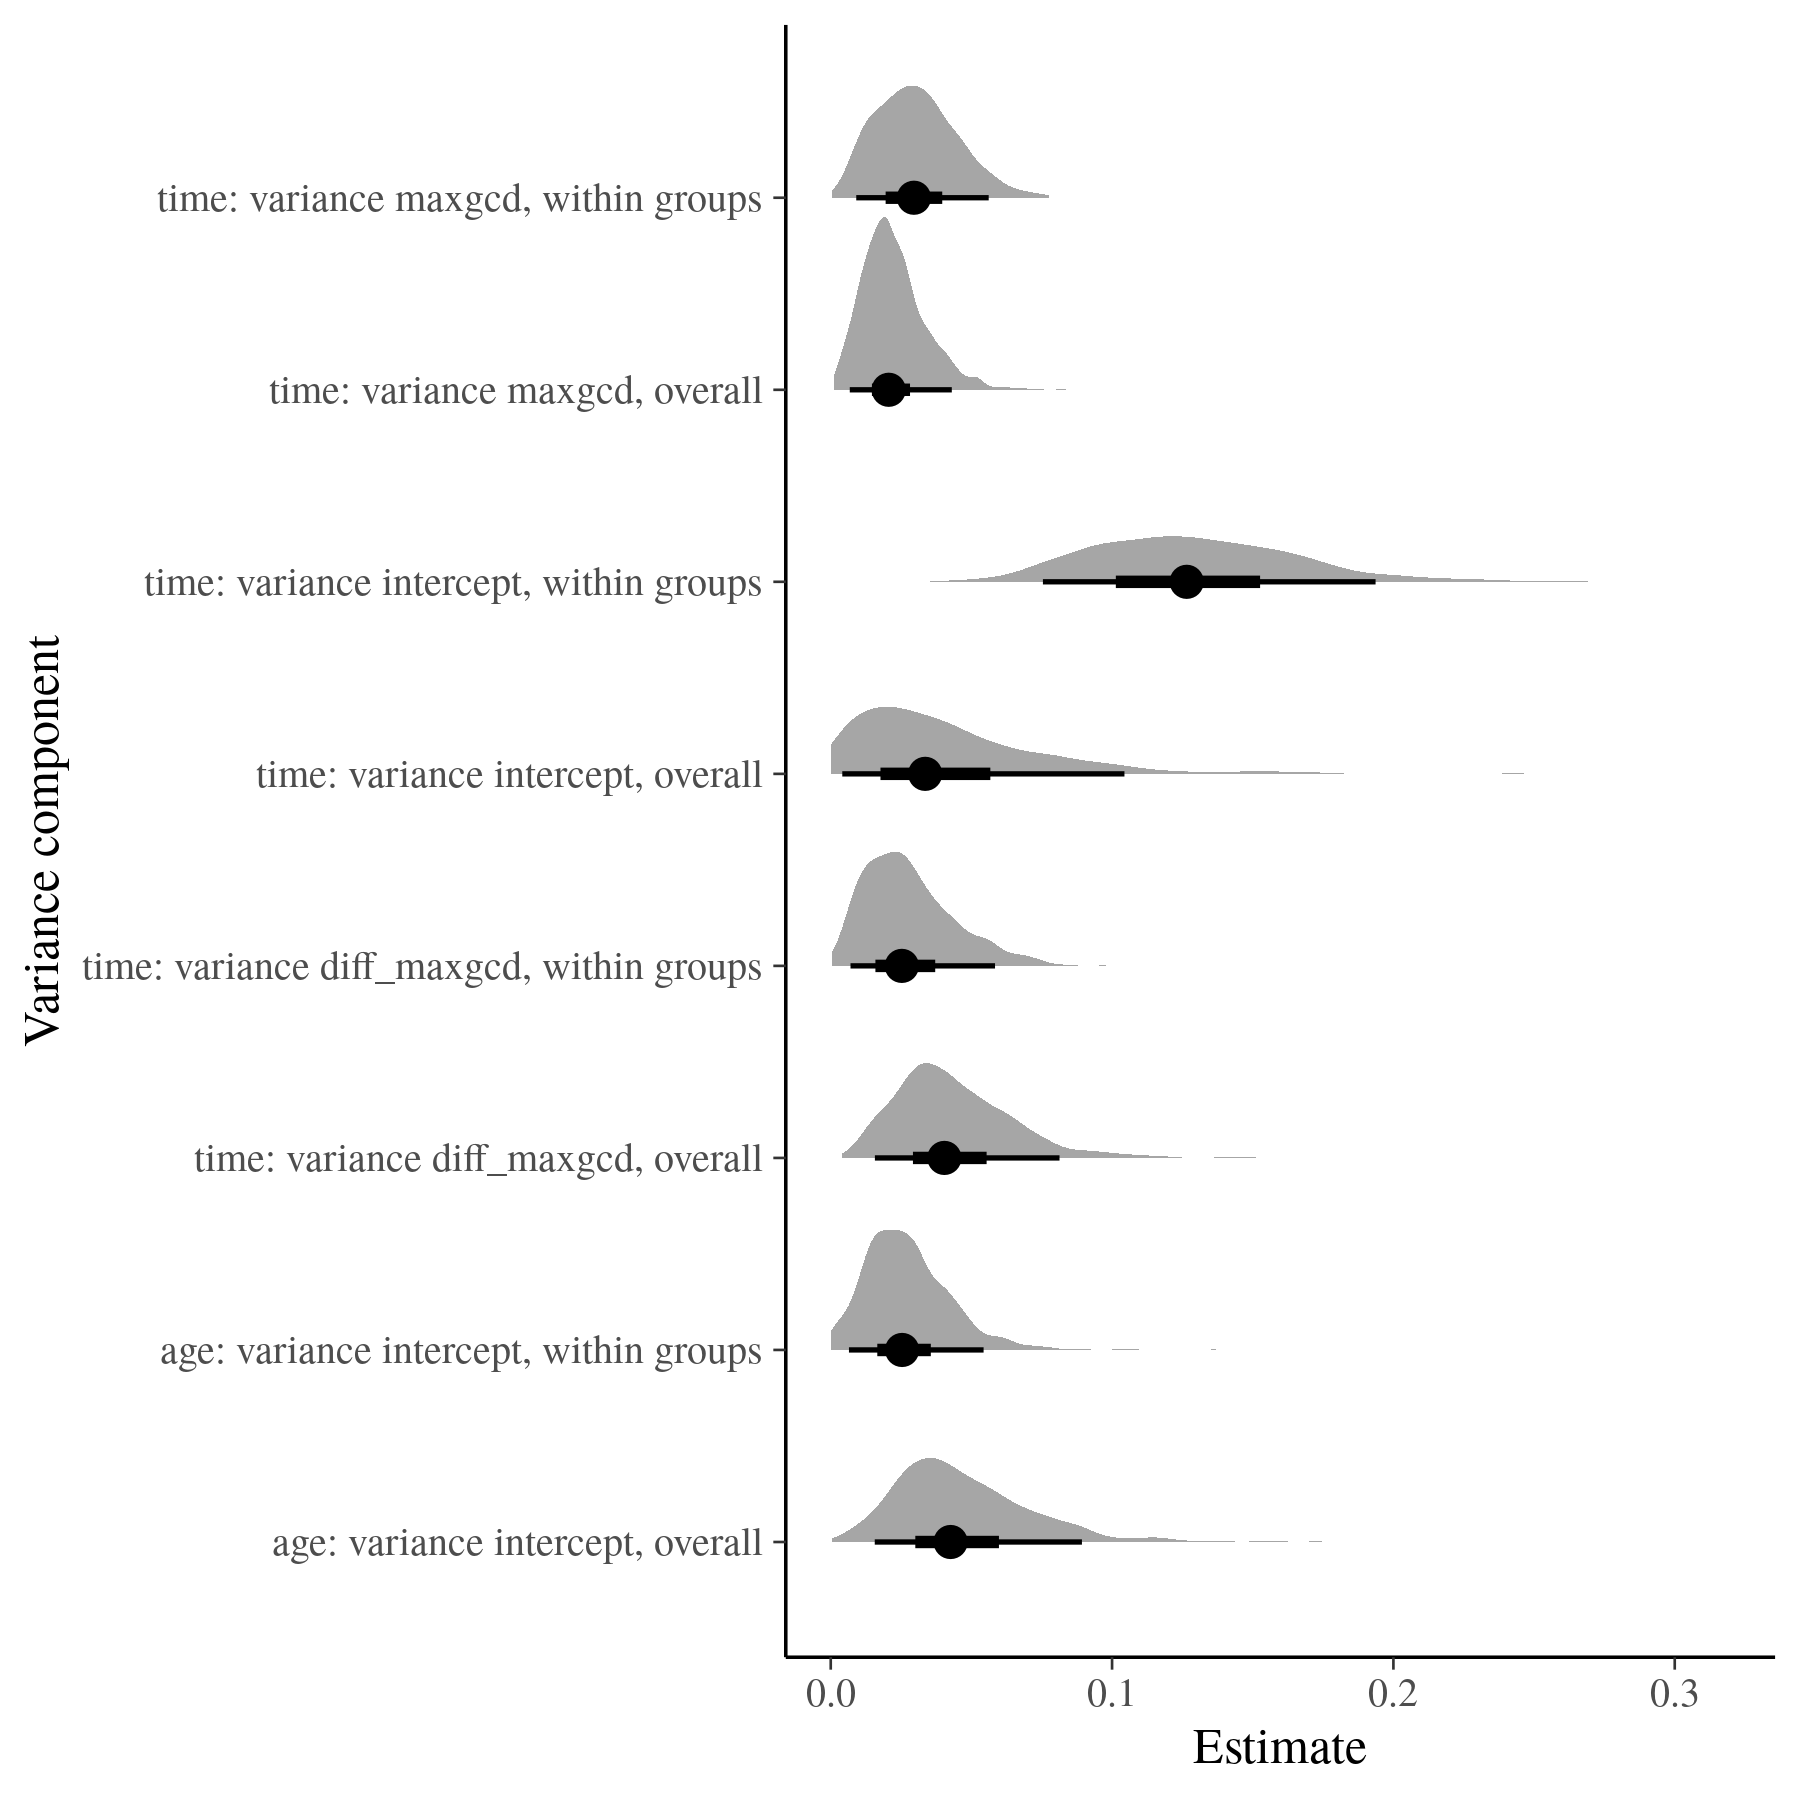 time: variance maxgcd, within groups
time: variance maxgcd, overall
time: variance intercept, within groups
time: variance intercept, overall
time: variance diff_maxgcd, within groups
time: variance diff_maxgcd, overall
age: variance intercept, within groups
age: variance intercept, overall
Variance component
0.0 0.1 0.2 0.3
Estimate